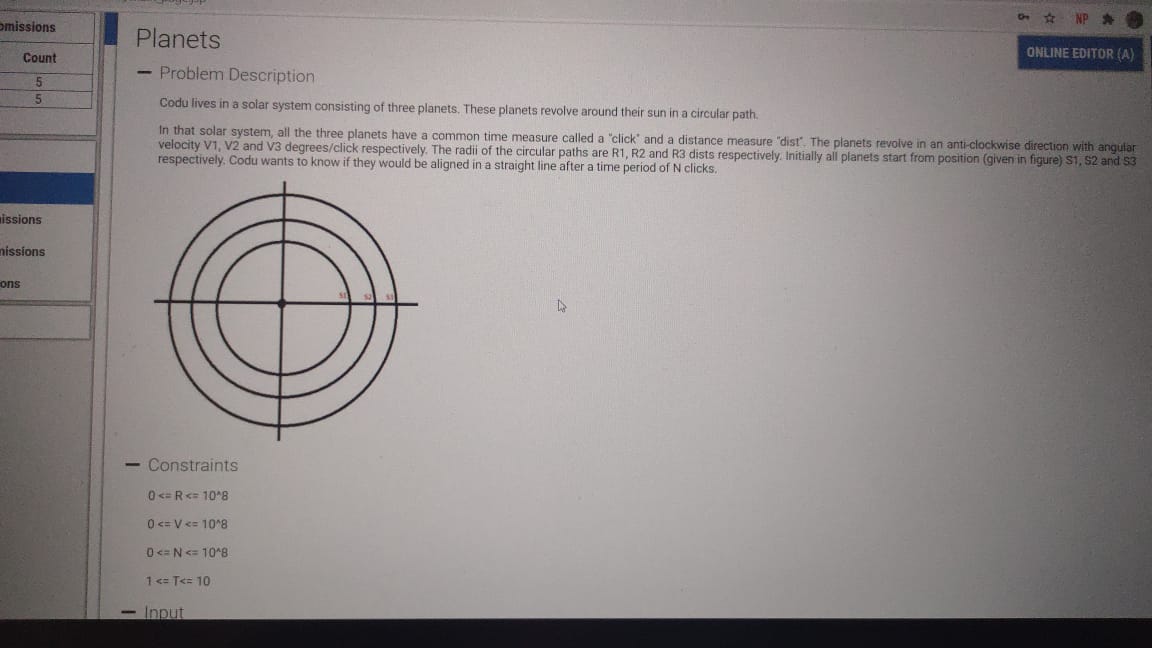 omissions
Count
5
5
issions
nissions
ons
NP
ONLINE EDITOR (A)
Planets
Problem Description
Codu lives in a solar system consisting of three planets. These planets revolve around their sun in a circular path.
In that solar system, all the three planets have a common time measure called a "click" and a distance measure "dist". The planets revolve in an anti-clockwise direction with angular
velocity V1, V2 and V3 degrees/click respectively. The radii of the circular paths are R1, R2 and R3 dists respectively. Initially all planets start from position (given in figure) S1, S2 and S3
respectively. Codu wants to know if they would be aligned in a straight line after a time period of N clicks.
S1 S2 S3
Constraints
0 <= R <= 10^8
0 <= V <= 10^8
0 <= N <= 10^8
1 <= T<= 10
Input